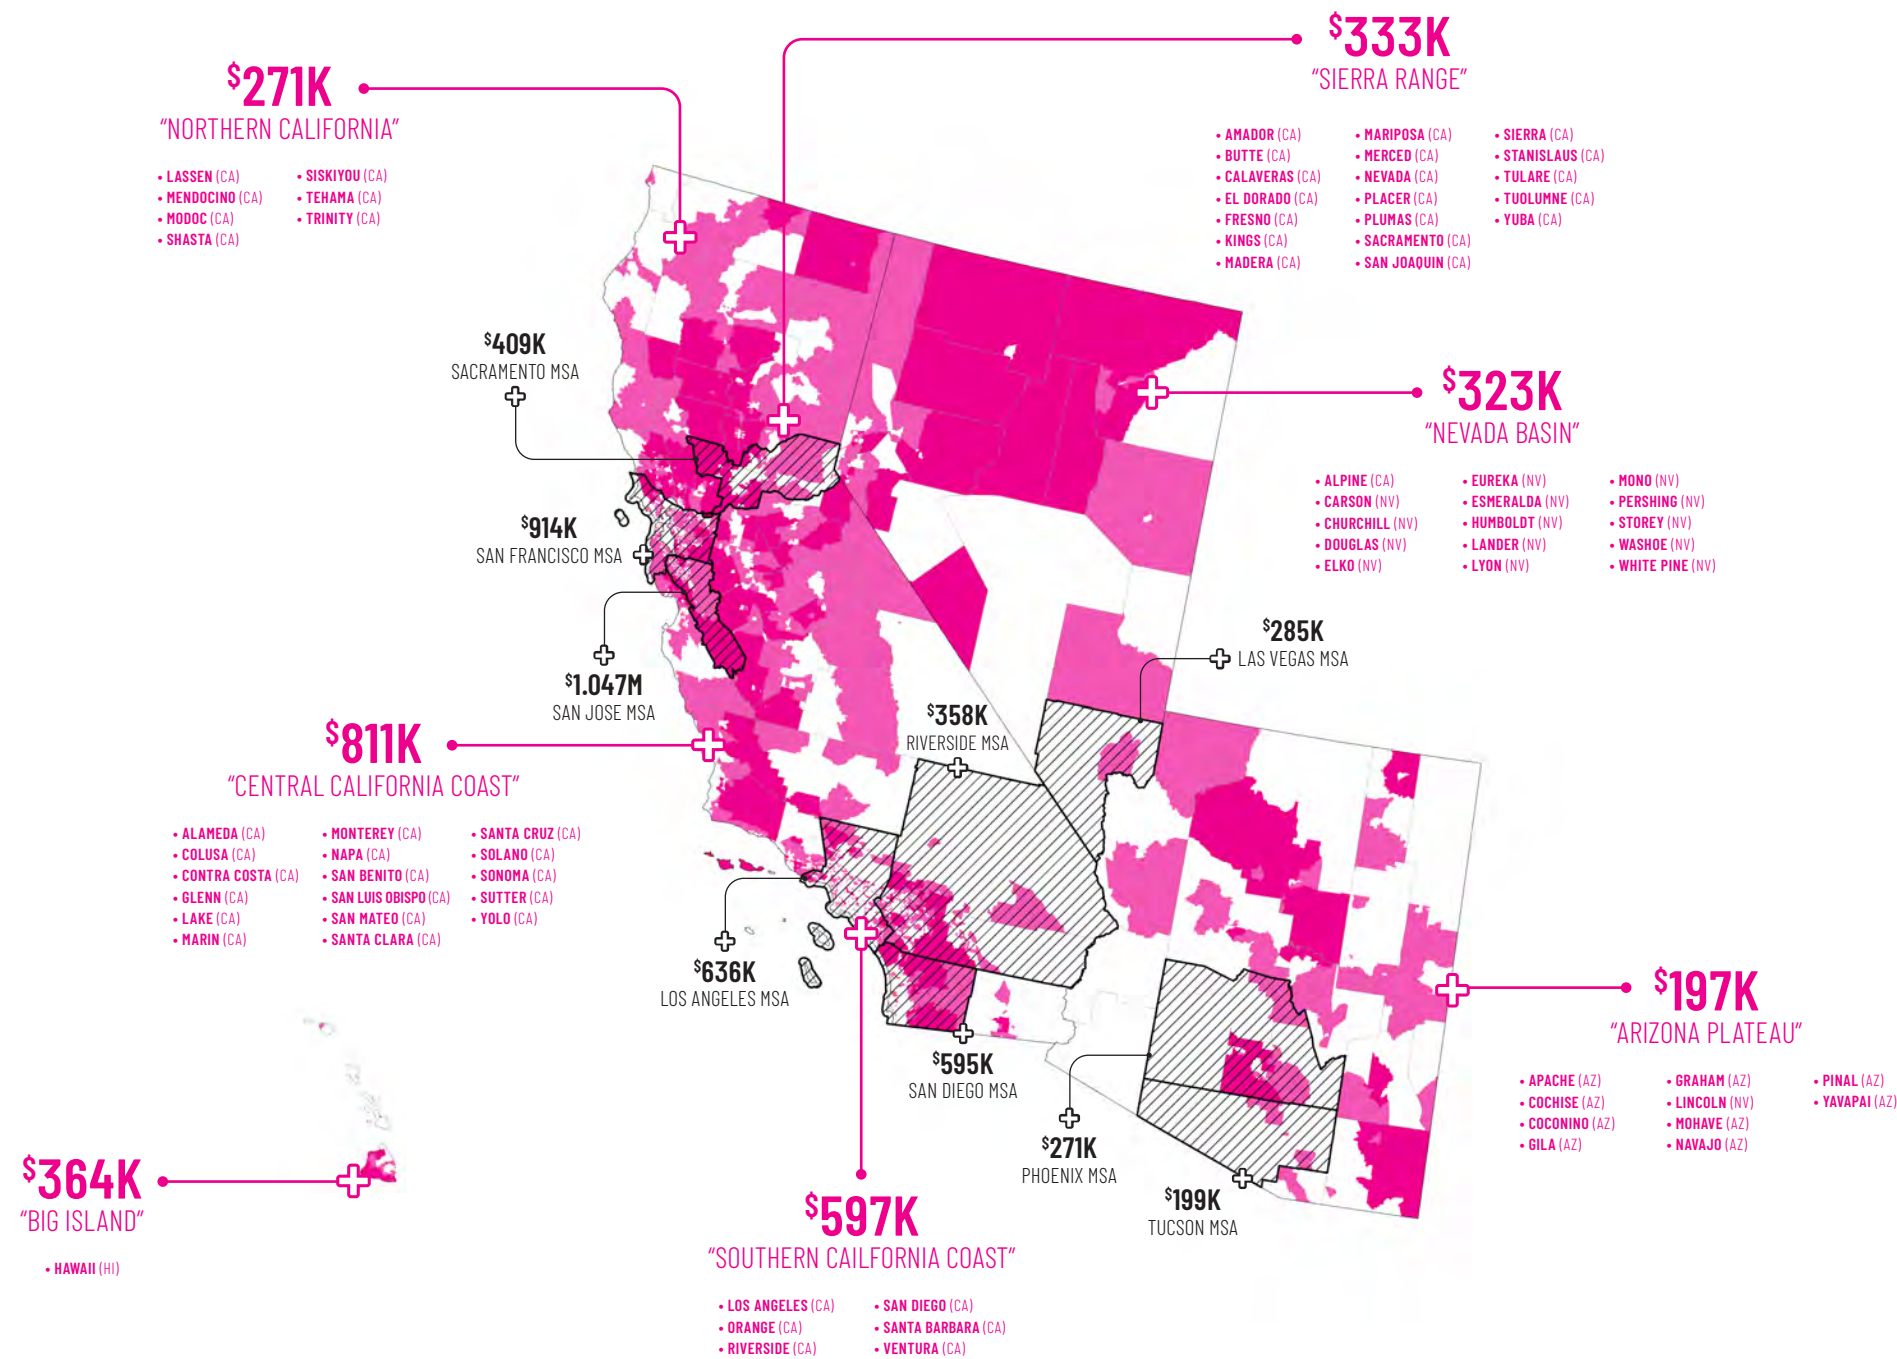 $333K
“SIERRA RANGE”
• AMADOR (CA)
• BUTTE (CA)
• CALAVERAS (CA)
• EL DORADO (CA)
• FRESNO (CA)
• KINGS (CA)
• MADERA (CA)
• MARIPOSA (CA)
• MERCED (CA)
• NEVADA (CA)
• PLACER (CA)
• PLUMAS (CA)
• SACRAMENTO (CA)
• SAN JOAQUIN (CA)
• SIERRA (CA)
• STANISLAUS (CA)
• TULARE (CA)
• TUOLUMNE (CA)
• YUBA (CA)
$271K
“NORTHERN CALIFORNIA”
• LASSEN (CA)
• MENDOCINO (CA)
• MODOC (CA)
• SHASTA (CA)
• SISKIYOU (CA)
• TEHAMA (CA)
• TRINITY (CA)
$409K
SACRAMENTO MSA
$323K
“NEVADA BASIN”
• ALPINE (CA)
• CARSON (NV)
• CHURCHILL (NV)
• DOUGLAS (NV)
• ELKO (NV)
• EUREKA (NV)
• ESMERALDA (NV)
• HUMBOLDT (NV)
• LANDER (NV)
• LYON (NV)
• MONO (NV)
• PERSHING (NV)
• STOREY (NV)
• WASHOE (NV)
• WHITE PINE (NV)
$914K
SAN FRANCISCO MSA
$285K
LAS VEGAS MSA
$1.047M
SAN JOSE MSA
$358K
RIVERSIDE MSA
$811K
“CENTRAL CALIFORNIA COAST”
• ALAMEDA (CA)
• COLUSA (CA)
• CONTRA COSTA (CA)
• GLENN (CA)
• LAKE (CA)
• MARIN (CA)
• MONTEREY (CA)
• NAPA (CA)
• SAN BENITO (CA)
• SAN LUIS OBISPO (CA)
• SAN MATEO (CA)
• SANTA CLARA (CA)
• SANTA CRUZ (CA)
• SOLANO (CA)
• SONOMA (CA)
• SUTTER (CA)
• YOLO (CA)
$636K
LOS ANGELES MSA
$595K
SAN DIEGO MSA
$197K
“ARIZONA PLATEAU”
• APACHE (AZ)
• COCHISE (AZ)
• COCONINO (AZ)
• GILA (AZ)
• GRAHAM (AZ)
• LINCOLN (NV)
• MOHAVE (AZ)
• NAVAJO (AZ)
• PINAL (AZ)
• YAVAPAI (AZ)
$271K
PHOENIX MSA
$199K
TUCSON MSA
$364K
“BIG ISLAND”
• HAWAII (HI)
$597K
“SOUTHERN CAILFORNIA COAST”
• LOS ANGELES (CA)
• ORANGE (CA)
• RIVERSIDE (CA)
• SAN DIEGO (CA)
• SANTA BARBARA (CA)
• VENTURA (CA)